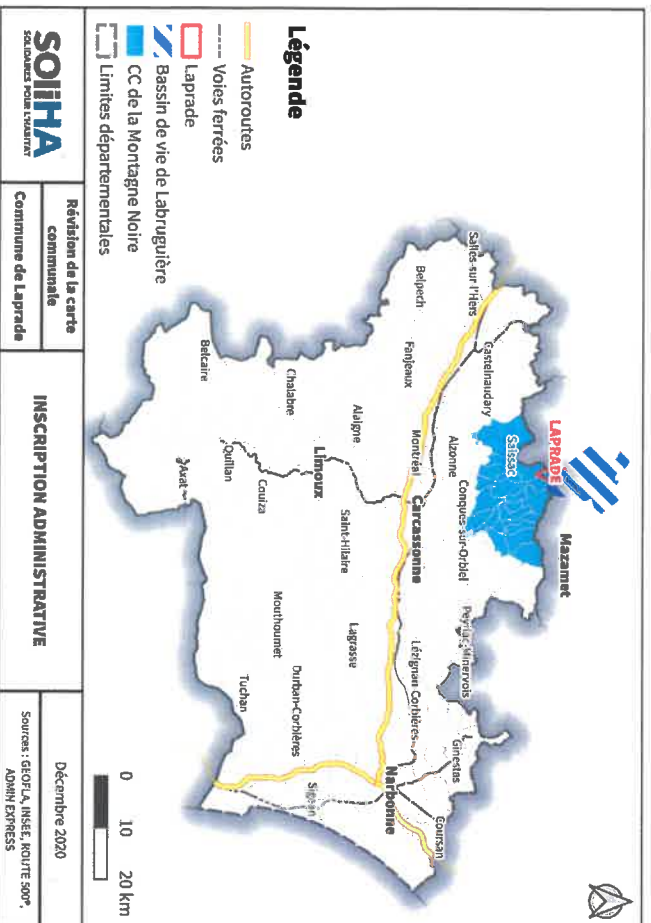 Légende
Autoroutes
Voies ferrées
Laprade
Bassin de vie de Labruguière
CC de la Montagne Noire
Limites départementales
Mazamet
LAPRADE
Saissac
Salles-sur l'Hers
Castelnaudary
Belpech
Fanjeaux
Alzonne
Conques-sur-Orbiel
Peyriac-Minervois
Montréal
Carcassonne
Lézignan Corbières
Ginestas
Coursan
Narbonne
Alaigne
Chalabre
Limoux
Saint-Hilaire
Lagrasse
Belcaire
Quillan
Couiza
Mouthoumet
Durban-Corbières
Sigean
Tuchan
Axat
0 10 20 km
SOLiHA
SOLIDAIRES POUR L'HABITAT
Révision de la carte
communale
Commune de Laprade
INSCRIPTION ADMINISTRATIVE
Décembre 2020
Sources : GEOFLA, INSEE, ROUTE 500®,
ADMIN EXPRESS